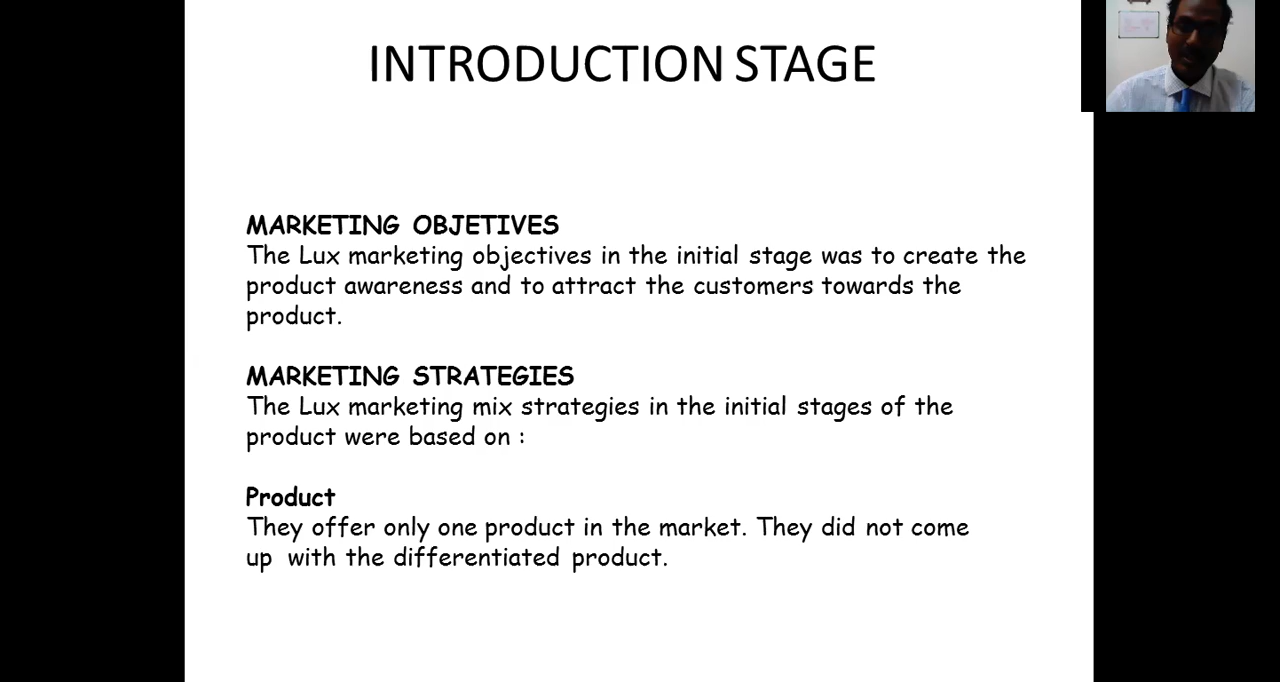 INTRODUCTION STAGE
MARKETING OBJETIVES
The Lux marketing objectives in the initial stage was to create the
product awareness and to attract the customers towards the
product.
MARKETING STRATEGIES
The Lux marketing mix strategies in the initial stages of the
product were based on :
Product
They offer only one product in the market. They did not come
up with the differentiated product.